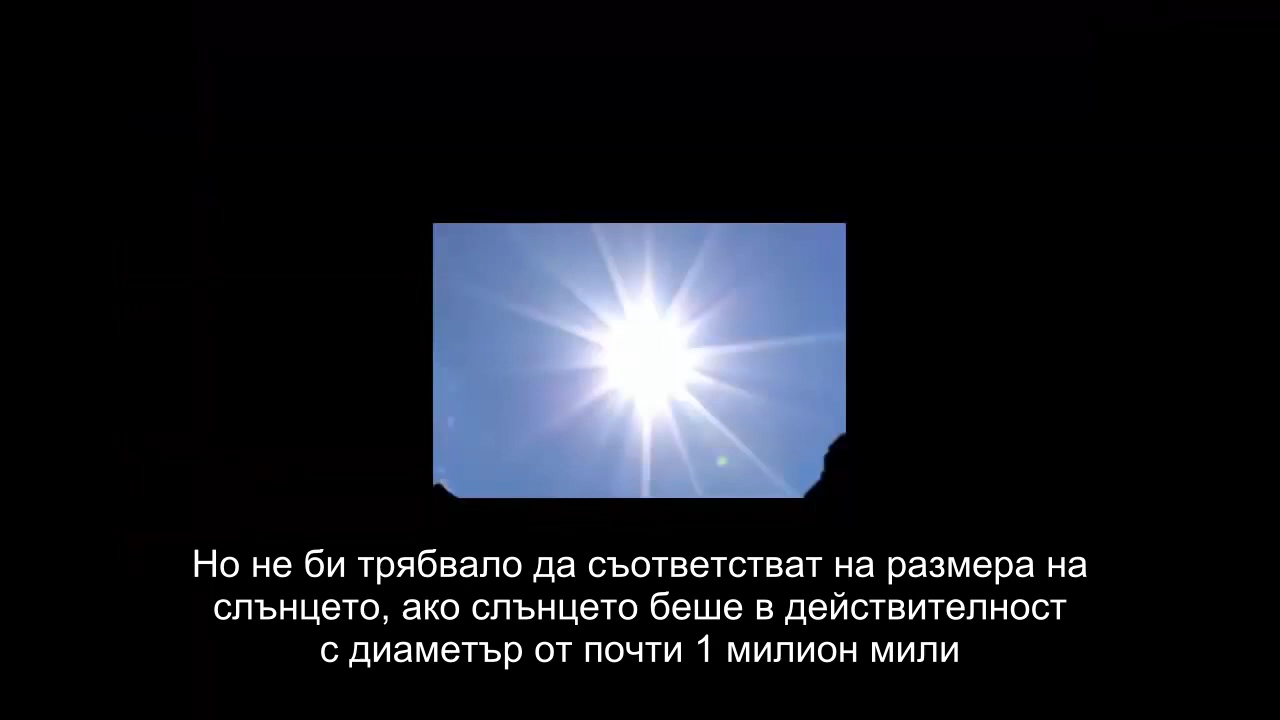 Но не би трябвало да съответстват на размера на
слънцето, ако слънцето беше в действителност
с диаметър от почти 1 милион мили